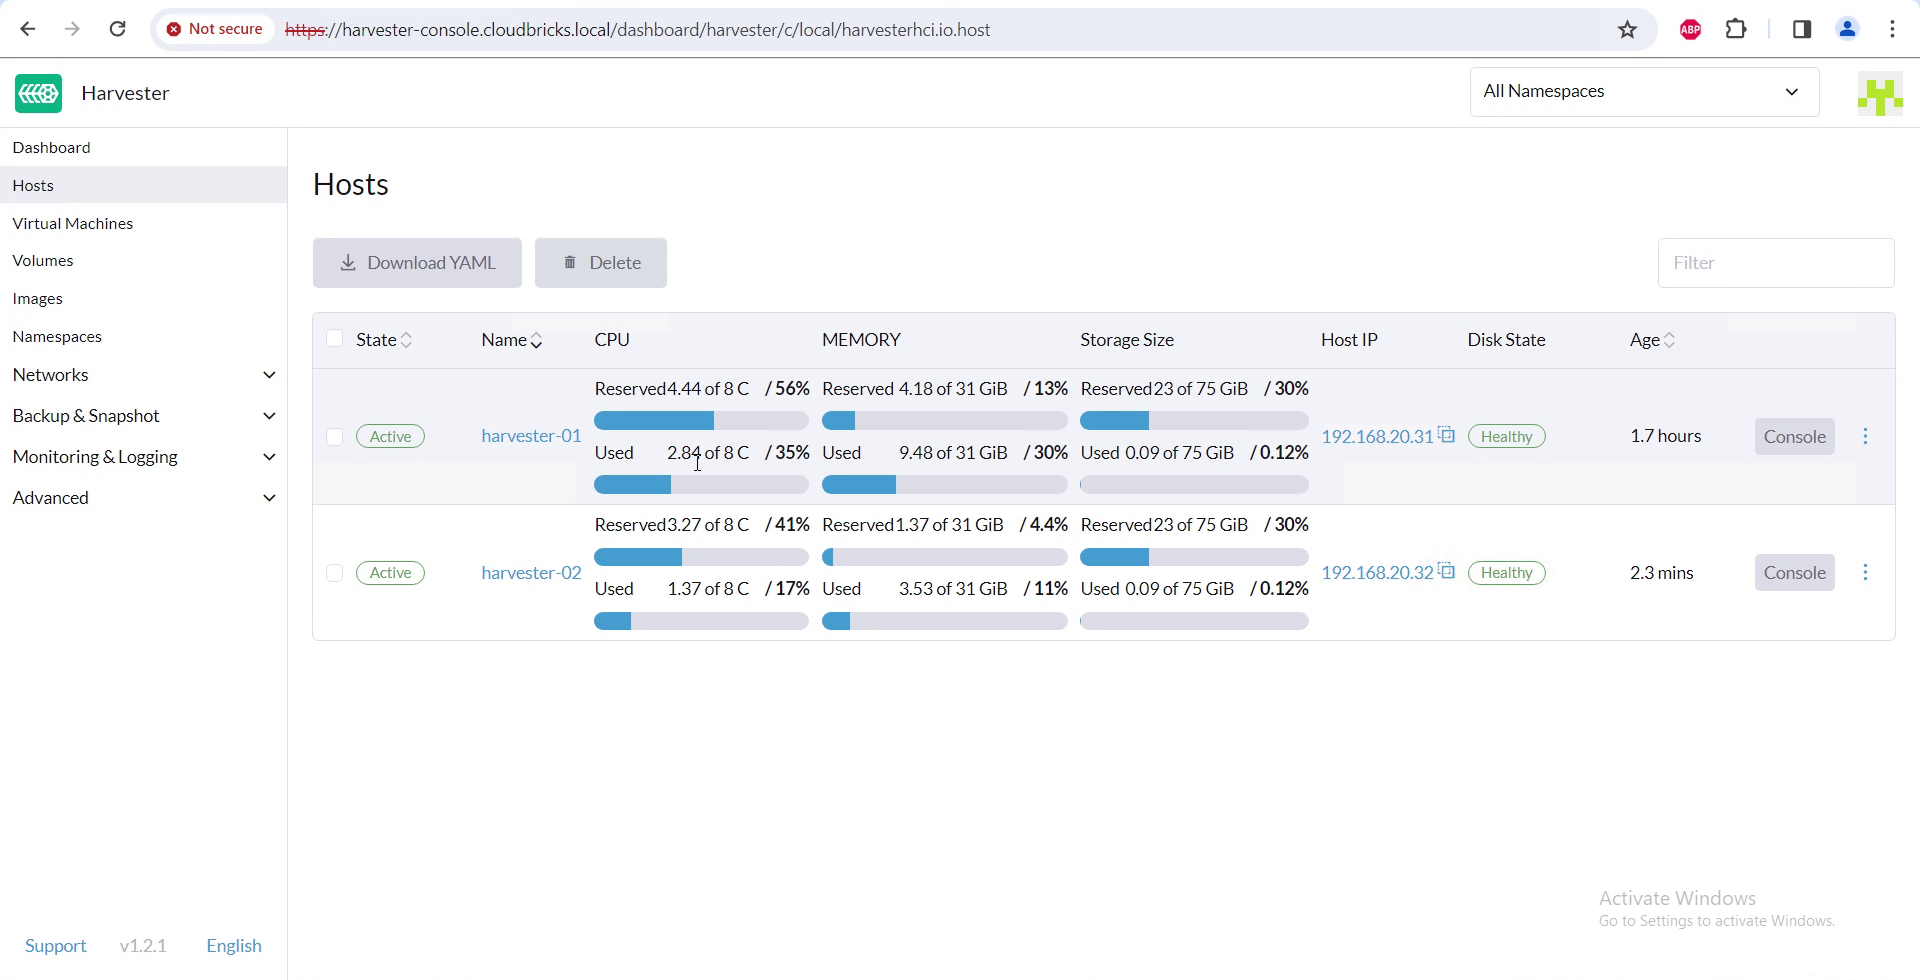 Not secure https://harvester-console.cloudbricks.local/dashboard/harvester/c/local/harvesterhci.io.host
ABP
Harvester
All Namespaces
Dashboard
Hosts
Virtual Machines
Volumes
Images
Namespaces
Networks
Backup & Snapshot
Monitoring & Logging
Advanced
Support v1.2.1 English
Hosts
Download YAML Delete Filter
State Name CPU MEMORY Storage Size Host IP Disk State Age
Reserved 4.44 of 8 C / 56% Reserved 4.18 of 31 GiB / 13% Reserved 23 of 75 GiB / 30%
Active harvester-01 192.168.20.31 Healthy 1.7 hours Console
Used 2.84 of 8 C / 35% Used 9.48 of 31 GiB / 30% Used 0.09 of 75 GiB / 0.12%
Reserved 3.27 of 8 C / 41% Reserved 1.37 of 31 GiB / 4.4% Reserved 23 of 75 GiB / 30%
Active harvester-02 192.168.20.32 Healthy 2.3 mins Console
Used 1.37 of 8 C / 17% Used 3.53 of 31 GiB / 11% Used 0.09 of 75 GiB / 0.12%
Activate Windows
Go to Settings to activate Windows.